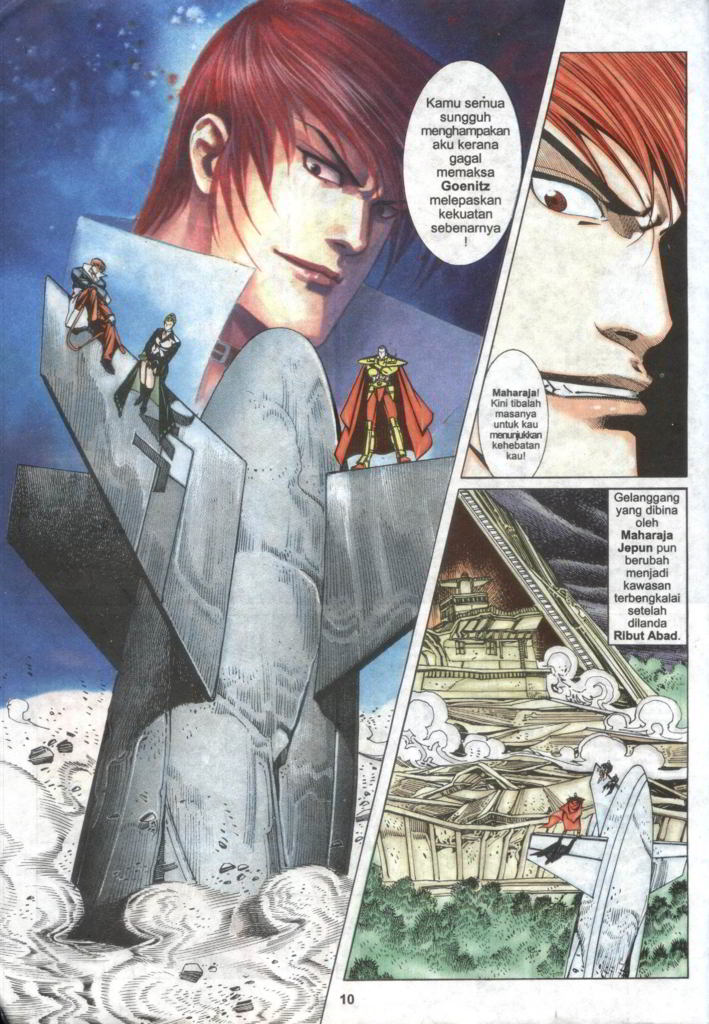 Kamu semua
sungguh
menghampakan
aku kerana
gagal
memaksa
Goenitz
melepaskan
kekuatan
sebenarnya
!
Maharaja!
Kini tibalah
masanya
untuk kau
menunjukkan
kehebatan
kau!
Gelanggang
yang dibina
oleh
Maharaja
Jepun pun
berubah
menjadi
kawasan
terbengkalai
setelah
dilanda
Ribut Abad.
10